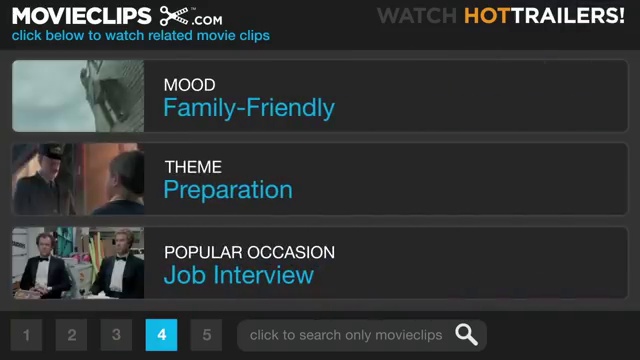 MOVIECLIPS .COM
WATCH HOTTRAILERS!
click below to watch related movie clips
MOOD
Family-Friendly
THEME
Preparation
POPULAR OCCASION
Job Interview
1 2 3 4 5
click to search only movieclips